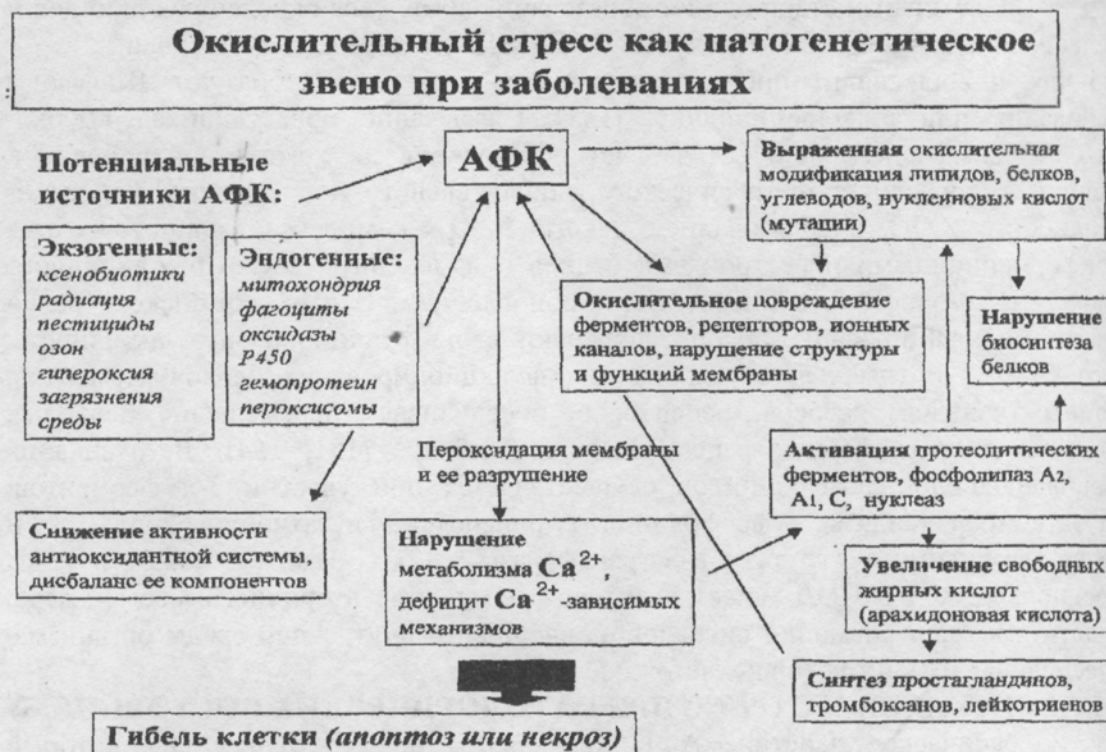 Окислительный стресс как патогенетическое
звено при заболеваниях
Потенциальные
источники АФК:
АФК
Выраженная окислительная
модификация липидов, белков,
углеводов, нуклеиновых кислот
(мутации)
Экзогенные:
ксенобиотики
радиация
пестициды
озон
гипероксия
загрязнения
среды
Эндогенные:
митохондрия
фагоциты
оксидазы
P450
гемопротеин
пероксисомы
Окислительное повреждение
ферментов, рецепторов, ионных
каналов, нарушение структуры
и функций мембраны
Нарушение
биосинтеза
белков
Пероксидация мембраны
и ее разрушение
Активация протеолитических
ферментов, фосфолипаз А₂,
А₁, С, нуклеаз
Снижение активности
антиоксидантной системы,
дисбаланс ее компонентов
Нарушение
метаболизма Ca²⁺,
дефицит Ca²⁺-зависимых
механизмов
Увеличение свободных
жирных кислот
(арахидоновая кислота)
Синтез простагландинов,
тромбоксанов, лейкотриенов
Гибель клетки (апоптоз или некроз)